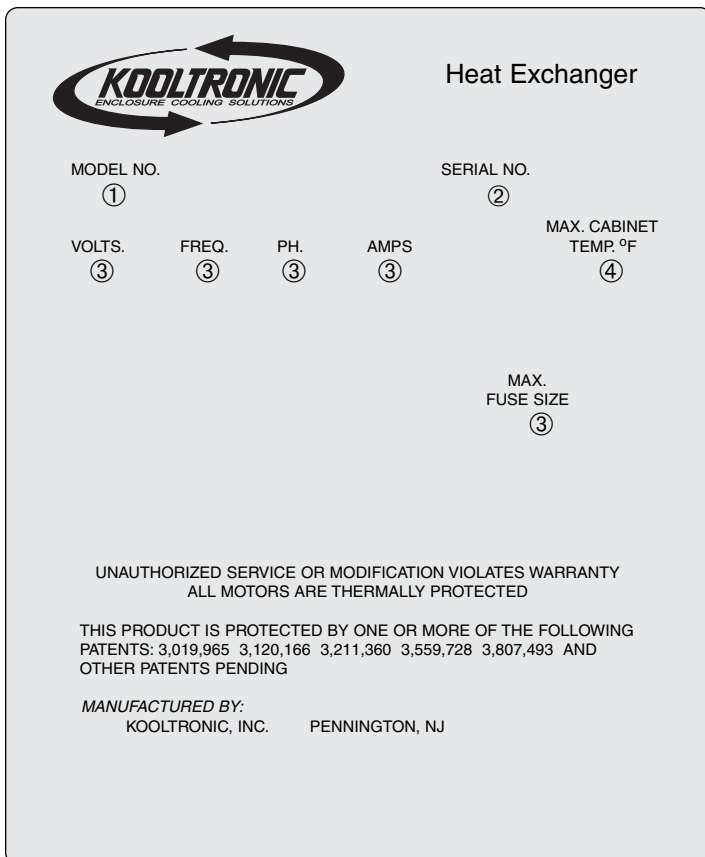 KOOLTRONIC
ENCLOSURE COOLING SOLUTIONS
Heat Exchanger
MODEL NO. SERIAL NO.
① ②
MAX. CABINET
VOLTS. FREQ. PH. AMPS TEMP. ºF
③ ③ ③ ③ ④
MAX.
FUSE SIZE
③
UNAUTHORIZED SERVICE OR MODIFICATION VIOLATES WARRANTY
ALL MOTORS ARE THERMALLY PROTECTED
THIS PRODUCT IS PROTECTED BY ONE OR MORE OF THE FOLLOWING
PATENTS: 3,019,965 3,120,166 3,211,360 3,559,728 3,807,493 AND
OTHER PATENTS PENDING
MANUFACTURED BY:
KOOLTRONIC, INC. PENNINGTON, NJ